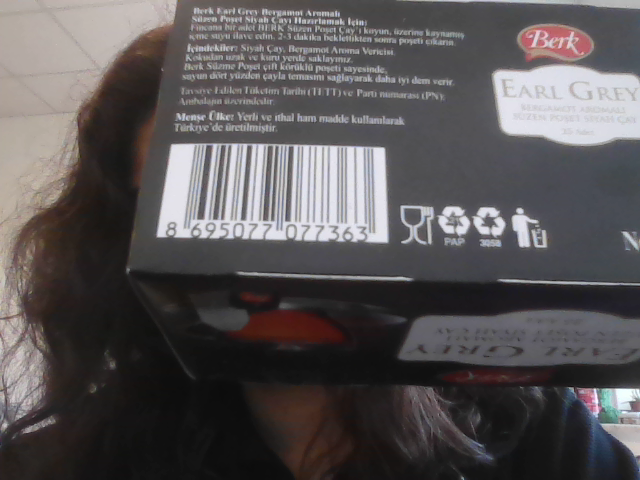 Berk Earl Grey Bergamot Aromalı
Süzen Poşet Siyah Çayı Hazırlamak İçin:
Fincana bir adet BERK Süzen Poşet Çay'ı koyun, üzerine kaynamış
içme suyu ilave edin. 2-3 dakika beklettikten sonra poşeti çıkarın.
İçindekiler: Siyah Çay, Bergamot Aroma Vericisi.
Kokudan uzak ve kuru yerde saklayınız.
Berk Süzme Poşet çift körüklü poşeti sayesinde,
suyun dört yüzden çayla temasını sağlayarak daha iyi dem verir.
Tavsiye Edilen Tüketim Tarihi (TETT) ve Parti numarası (PN):
Ambalajın üzerindedir.
Menşe Ülke: Yerli ve ithal ham madde kullanılarak
Türkiye'de üretilmiştir.
8 695077 077363
PAP
3058
Berk
EARL GREY
BERGAMOT AROMALI
SÜZEN POŞET SİYAH ÇAY
N
EARL GREY
Berk